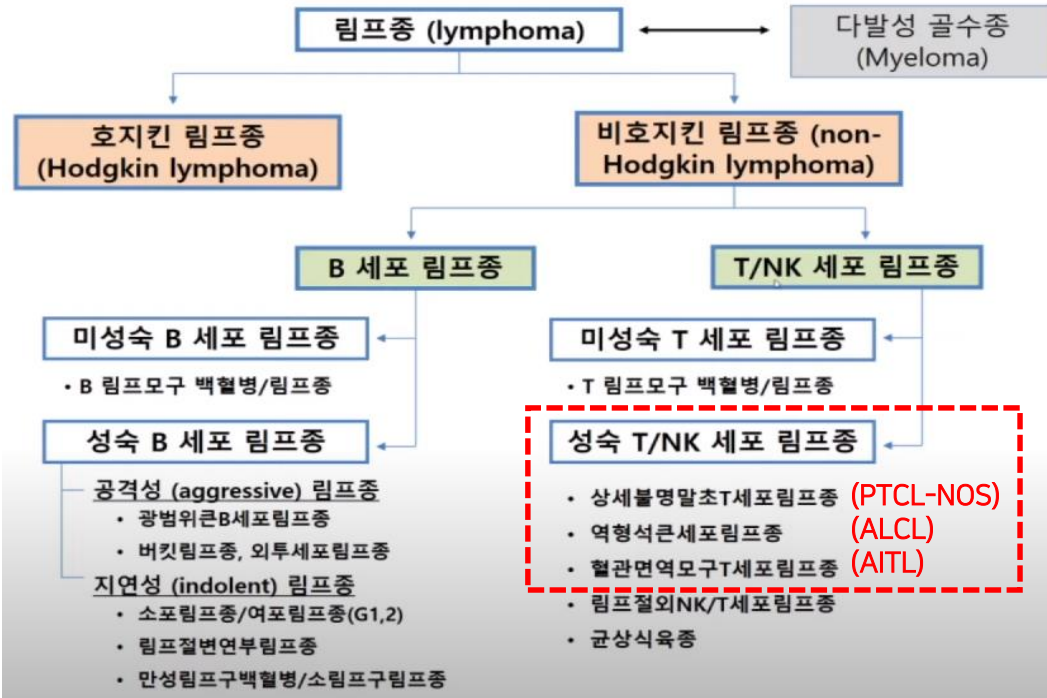 림프종 (lymphoma)
다발성 골수종
(Myeloma)
호지킨 림프종
(Hodgkin lymphoma)
비호지킨 림프종 (non-
Hodgkin lymphoma)
B 세포 림프종
T/NK 세포 림프종
미성숙 B 세포 림프종
• B 림프모구 백혈병/림프종
성숙 B 세포 림프종
공격성 (aggressive) 림프종
• 광범위큰B세포림프종
• 버킷림프종, 외투세포림프종
지연성 (indolent) 림프종
• 소포림프종/여포림프종(G1,2)
• 림프절변연부림프종
• 만성림프구백혈병/소림프구림프종
미성숙 T 세포 림프종
• T 림프모구 백혈병/림프종
성숙 T/NK 세포 림프종
• 상세불명말초T세포림프종 (PTCL-NOS)
• 역형석큰세포림프종 (ALCL)
• 혈관면역모구T세포림프종 (AITL)
• 림프절외NK/T세포림프종
• 균상식육종